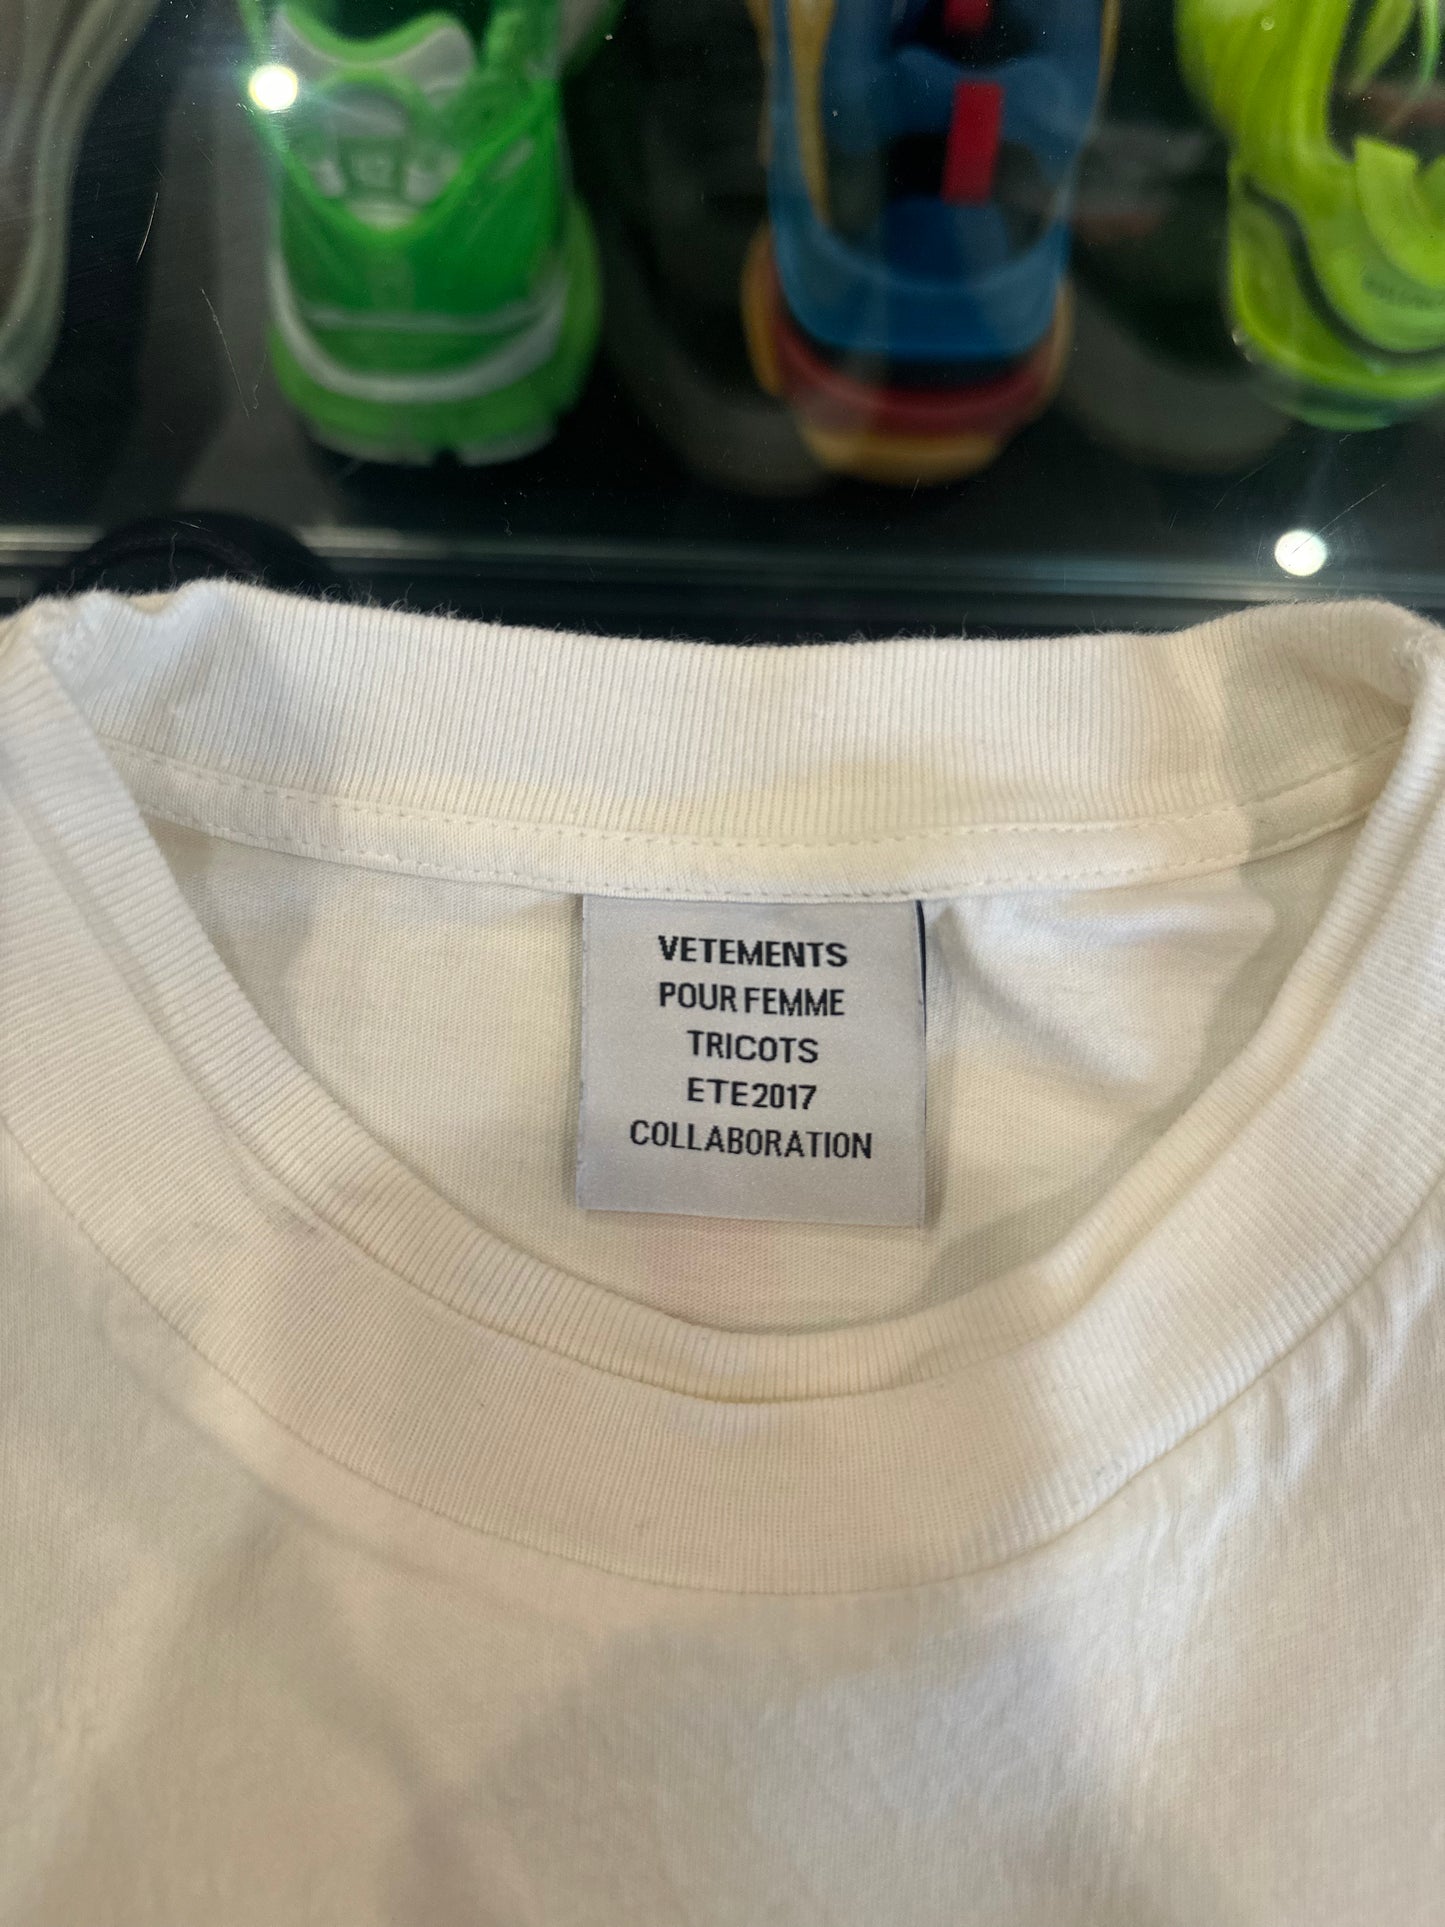 VETEMENTS
POUR FEMME
TRICOTS
ETE2017
COLLABORATION